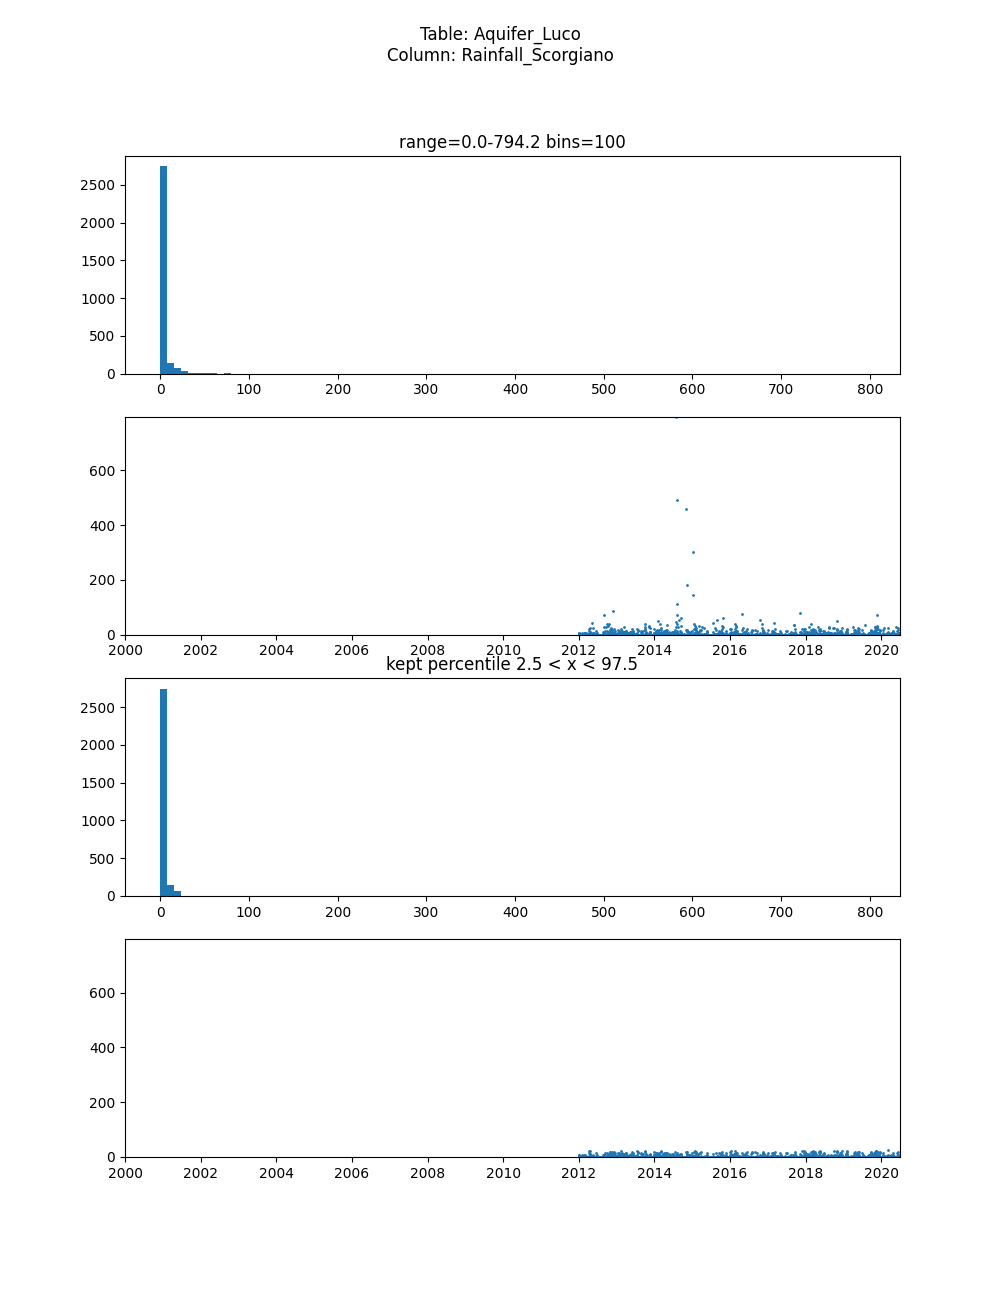 Table: Aquifer_Luco
Column: Rainfall_Scorgiano
range=0.0-794.2 bins=100
2500
2000
1500
1000
500
0
0 100 200 300 400 500 600 700 800
600
400
200
0
2000 2002 2004 2006 2008 2010 2012 2014 2016 2018 2020
kept percentile 2.5 < x < 97.5
2500
2000
1500
1000
500
0
0 100 200 300 400 500 600 700 800
600
400
200
0
2000 2002 2004 2006 2008 2010 2012 2014 2016 2018 2020